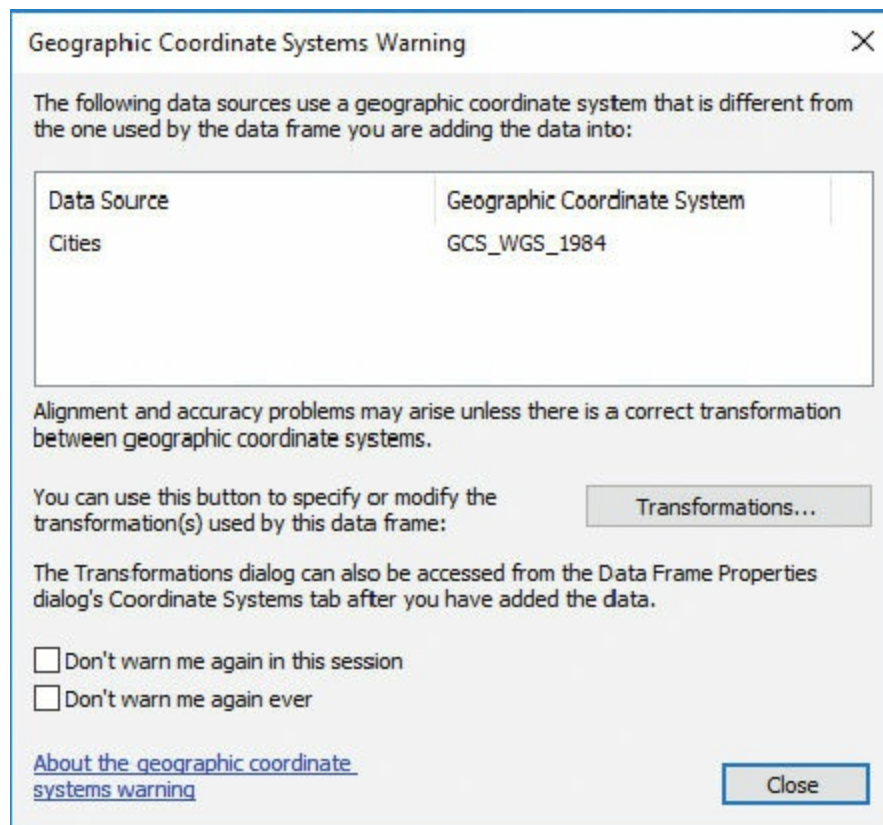 Geographic Coordinate Systems Warning
The following data sources use a geographic coordinate system that is different from
the one used by the data frame you are adding the data into:
Data Source Geographic Coordinate System
Cities GCS_WGS_1984
Alignment and accuracy problems may arise unless there is a correct transformation
between geographic coordinate systems.
You can use this button to specify or modify the
transformation(s) used by this data frame:
Transformations...
The Transformations dialog can also be accessed from the Data Frame Properties
dialog's Coordinate Systems tab after you have added the data.
Don't warn me again in this session
Don't warn me again ever
About the geographic coordinate
systems warning
Close